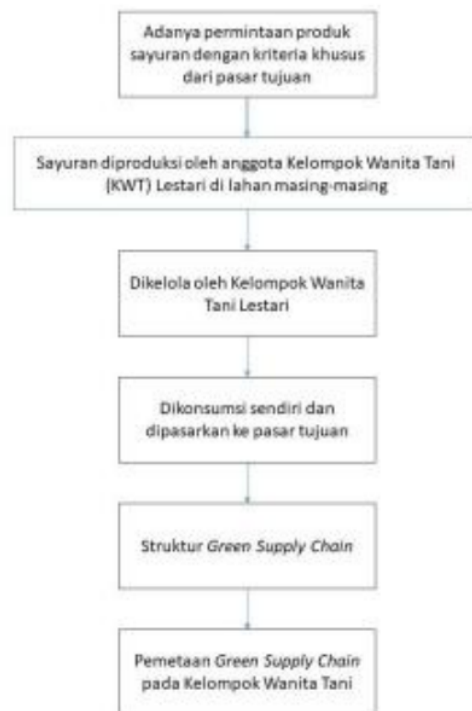 Adanya permintaan produk
sayuran dengan kriteria khusus
dari pasar tujuan
Sayuran diproduksi oleh anggota Kelompok Wanita Tani
(KWT) Lestari di lahan masing-masing
Dikelola oleh Kelompok Wanita
Tani Lestari
Dikonsumsi sendiri dan
dipasarkan ke pasar tujuan
Struktur Green Supply Chain
Pemetaan Green Supply Chain
pada Kelompok Wanita Tani